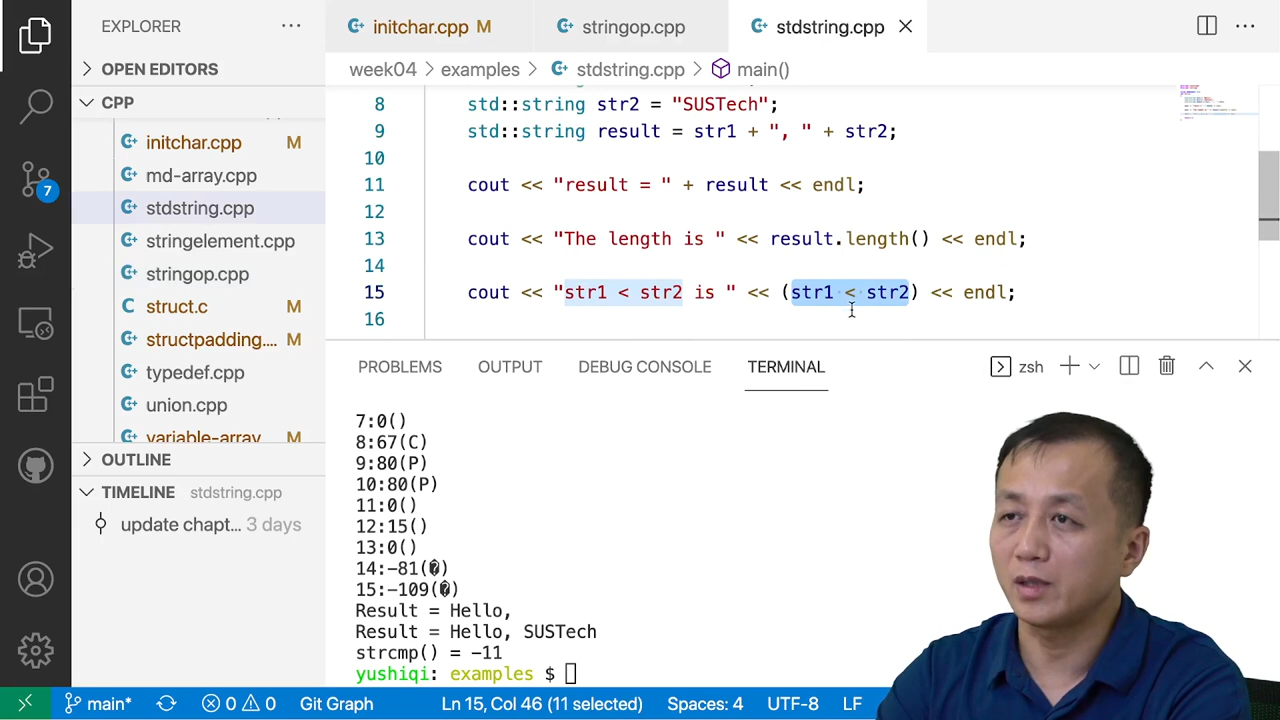 EXPLORER
OPEN EDITORS
CPP
initchar.cpp M
md-array.cpp
stdstring.cpp
stringelement.cpp
stringop.cpp
struct.c M
structpadding.... M
typedef.cpp
union.cpp
variable-array M
OUTLINE
TIMELINE stdstring.cpp
update chapt... 3 days
7
initchar.cpp M
stringop.cpp
stdstring.cpp
week04 > examples > stdstring.cpp > main()
8 std::string str2 = "SUSTech";
9 std::string result = str1 + ", " + str2;
10
11 cout << "result = " + result << endl;
12
13 cout << "The length is " << result.length() << endl;
14
15 cout << "str1 < str2 is " << (str1 < str2) << endl;
16
PROBLEMS OUTPUT DEBUG CONSOLE TERMINAL zsh
7:0()
8:67(C)
9:80(P)
10:80(P)
11:0()
12:15()
13:0()
14:-81(�)
15:-109(�)
Result = Hello,
Result = Hello, SUSTech
strcmp() = -11
yushiqi: examples $
main* 0 0 Git Graph Ln 15, Col 46 (11 selected) Spaces: 4 UTF-8 LF